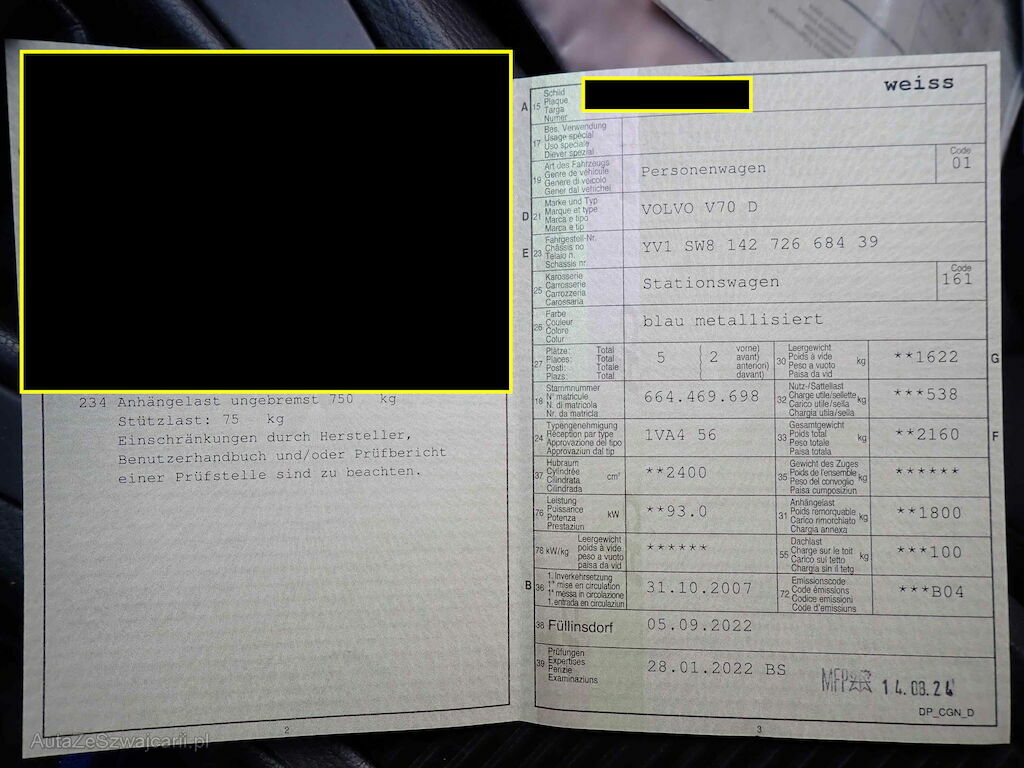 234 Anhängelast ungebremst 750 kg
Stützlast: 75 kg
Einschränkungen durch Hersteller,
Benutzerhandbuch und/oder Prüfbericht
einer Prüfstelle sind zu beachten.
2
A 15 Schild
Plaque
Targa
Numer
weiss
17 Bes. Verwendung
Usage spécial
Uso speciale
Diever spezial
19 Art des Fahrzeugs
Genre de véhicule
Genere di veicolo
Gener dal vehichel
Personenwagen
Code
01
D 21 Marke und Typ
Marque et type
Marca e tipo
Marca e tip
VOLVO V70 D
E 23 Fahrgestell-Nr.
Châssis no
Telaio n.
Schassis nr.
YV1 SW8 142 726 684 39
25 Karosserie
Carrosserie
Carrozzeria
Carossaria
Stationswagen
Code
161
26 Farbe
Couleur
Colore
Colur
blau metallisiert
27 Plätze: Total
Places: Total
Posti: Totale
Plazs: Total
5 ( 2 vorne)
avant)
anteriori)
davant)
30 Leergewicht
Poids à vide
Peso a vuoto
Paisa da vid
kg
**1622 G
18 Stammnummer
N° matricule
N. di matricola
Nr. da matricla
664.469.698
32 Nutz-/Sattellast
Charge utile/sellette
Carico utile/sella
Chargia utila/sella
kg
***538
24 Typengenehmigung
Réception par type
Approvazione del tipo
Approvaziun dal tip
1VA4 56
33 Gesamtgewicht
Poids total
Peso totale
Paisa totala
kg
**2160 F
37 Hubraum
Cylindrée
Cilindrata
Cilindrada
cm³
**2400
35 Gewicht des Zuges
Poids de l'ensemble
Peso del convoglio
Paisa cumposiziun
kg
******
76 Leistung
Puissance
Potenza
Prestaziun
kW
**93.0
31 Anhängelast
Poids remorquable
Carico rimorchiato
Chargia annexa
kg
**1800
78 kW/kg Leergewicht
poids à vide
peso a vuoto
paisa da vid
******
55 Dachlast
Charge sur le toit
Carico sul tetto
Chargia sin il tetg
kg
***100
B 36 1. Inverkehrsetzung
1re mise en circulation
1a messa in circolazione
1. entrada en circulaziun
31.10.2007
72 Emissionscode
Code émissions
Codice emissioni
Code d'emissiuns
***B04
38 Füllinsdorf 05.09.2022
39 Prüfungen
Expertises
Perizie
Examinaziuns
28.01.2022 BS
MFP 14.08.24
DP_CGN_D
3
AutaZeSzwajcarii.pl